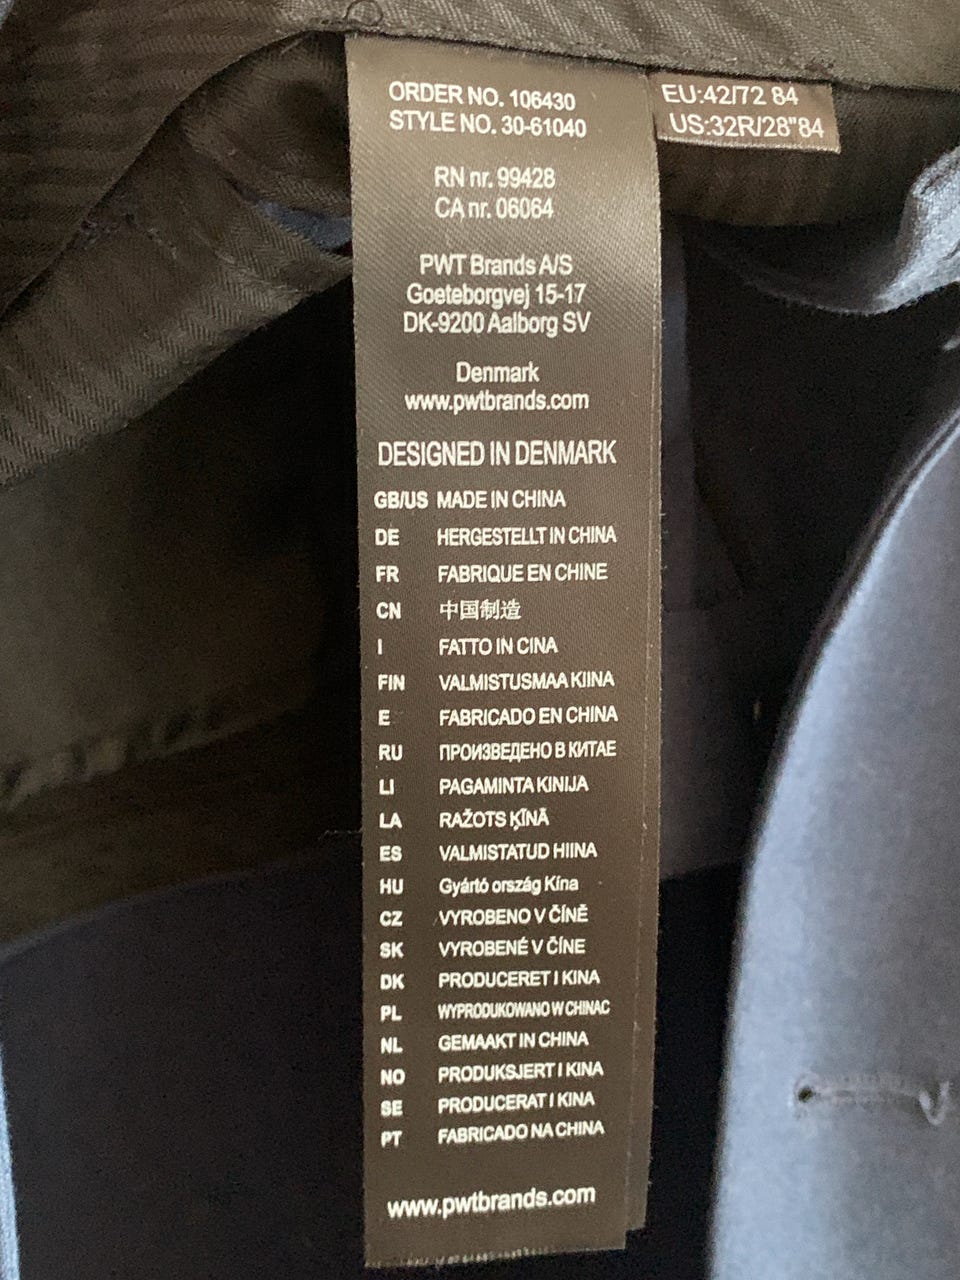 ORDER NO. 106430
STYLE NO. 30-61040
EU:42/72 84
US:32R/28"84
RN nr. 99428
CA nr. 06064
PWT Brands A/S
Goeteborgvej 15-17
DK-9200 Aalborg SV
Denmark
www.pwtbrands.com
DESIGNED IN DENMARK
GB/US MADE IN CHINA
DE HERGESTELLT IN CHINA
FR FABRIQUE EN CHINE
CN 中国制造
I FATTO IN CINA
FIN VALMISTUSMAA KIINA
E FABRICADO EN CHINA
RU ПРОИЗВЕДЕНО В КИТАЕ
LI PAGAMINTA KINIJA
LA RAŽOTS ĶĪNĀ
ES VALMISTATUD HIINA
HU Gyártó ország Kína
CZ VYROBENO V ČÍNĚ
SK VYROBENÉ V ČÍNE
DK PRODUCERET I KINA
PL WYPRODUKOWANO W CHINAC
NL GEMAAKT IN CHINA
NO PRODUKSJERT I KINA
SE PRODUCERAT I KINA
PT FABRICADO NA CHINA
www.pwtbrands.com